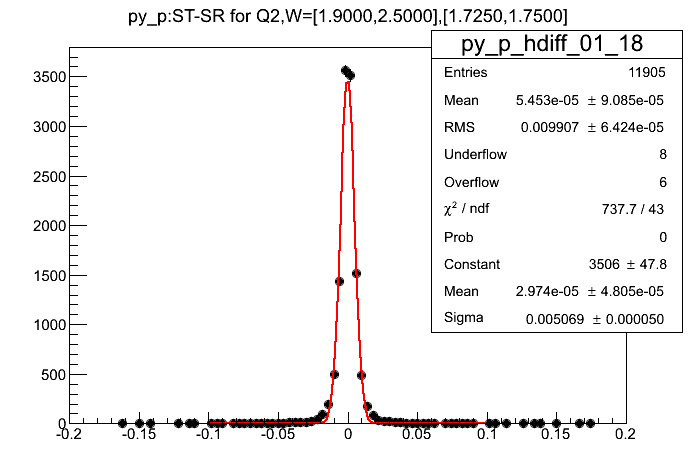 py_p:ST-SR for Q2,W=[1.9000,2.5000],[1.7250,1.7500]
py_p_hdiff_01_18
Entries 11905
Mean 5.453e-05 ± 9.085e-05
RMS 0.009907 ± 6.424e-05
Underflow 8
Overflow 6
χ² / ndf 737.7 / 43
Prob 0
Constant 3506 ± 47.8
Mean 2.974e-05 ± 4.805e-05
Sigma 0.005069 ± 0.000050
3500
3000
2500
2000
1500
1000
500
0
-0.2 -0.15 -0.1 -0.05 0 0.05 0.1 0.15 0.2